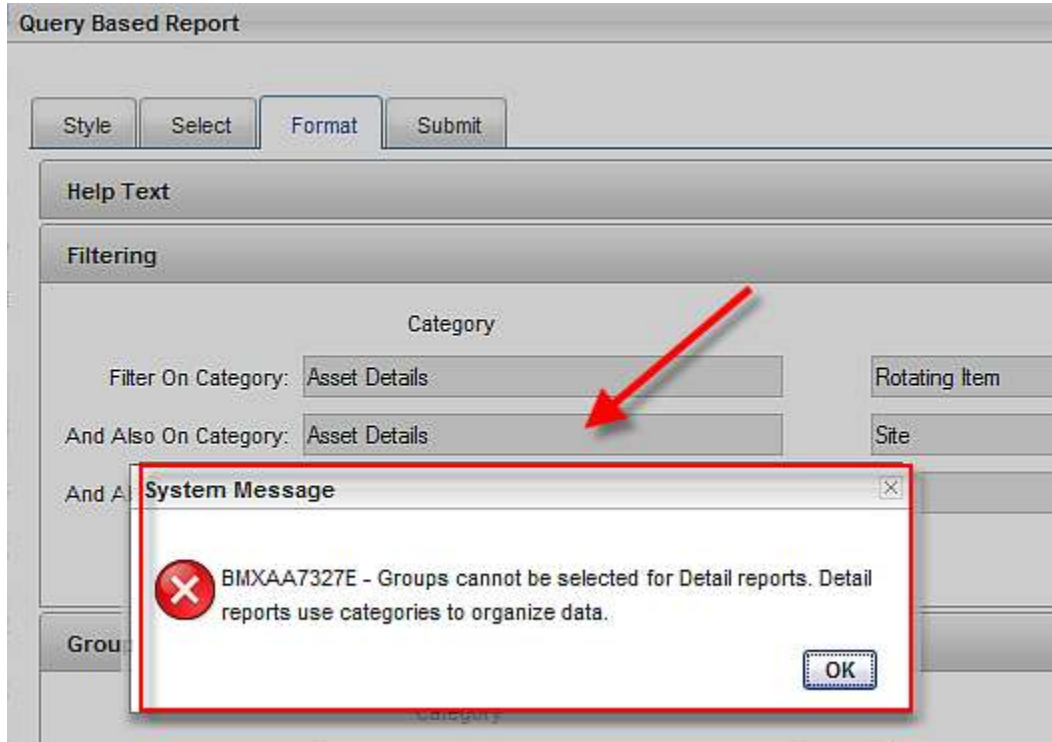 Query Based Report
Style Select Format Submit
Help Text
Filtering
Category
Filter On Category: Asset Details Rotating Item
And Also On Category: Asset Details Site
And A
System Message
BMXAA7327E - Groups cannot be selected for Detail reports. Detail
reports use categories to organize data.
Grou
OK
Category